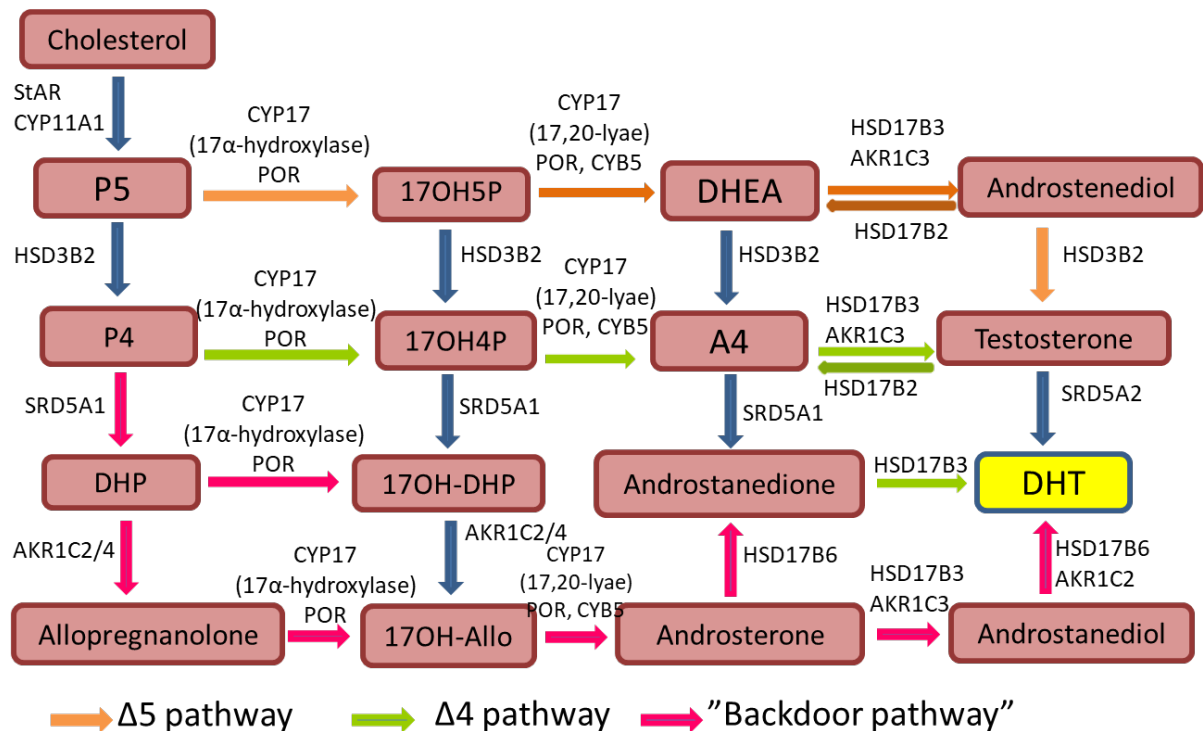 Cholesterol
StAR
CYP11A1
CYP17
(17α-hydroxylase)
POR
CYP17
(17,20-lyae)
POR, CYB5
HSD17B3
AKR1C3
P5
17OH5P
DHEA
Androstenediol
HSD17B2
HSD3B2
HSD3B2
HSD3B2
HSD3B2
CYP17
(17α-hydroxylase)
POR
CYP17
(17,20-lyae)
POR, CYB5
HSD17B3
AKR1C3
P4
17OH4P
A4
Testosterone
HSD17B2
SRD5A1
CYP17
(17α-hydroxylase)
POR
SRD5A1
SRD5A1
SRD5A2
DHP
17OH-DHP
Androstanedione
HSD17B3
DHT
AKR1C2/4
CYP17
(17α-hydroxylase)
POR
AKR1C2/4
CYP17
(17,20-lyae)
POR, CYB5
HSD17B6
HSD17B3
AKR1C3
HSD17B6
AKR1C2
Allopregnanolone
17OH-Allo
Androsterone
Androstanediol
Δ5 pathway
Δ4 pathway
”Backdoor pathway”